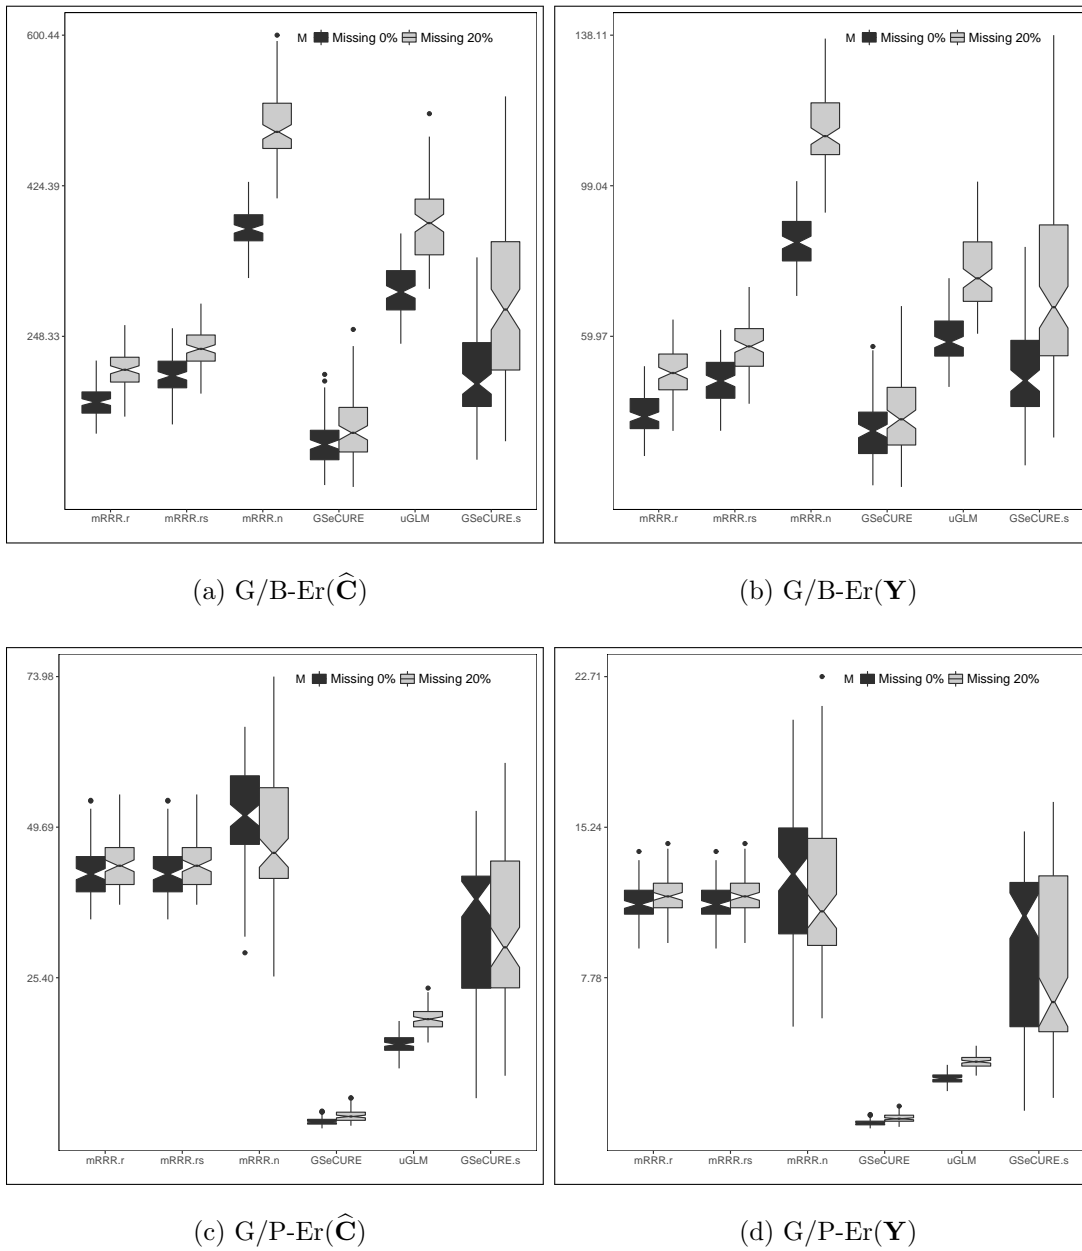 600.44
424.39
248.33
M Missing 0% Missing 20%
mRRR.r mRRR.rs mRRR.n GSeCURE uGLM GSeCURE.s
(a) G/B-Er(Ĉ)
138.11
99.04
59.97
M Missing 0% Missing 20%
mRRR.r mRRR.rs mRRR.n GSeCURE uGLM GSeCURE.s
(b) G/B-Er(Y)
73.98
49.69
25.40
M Missing 0% Missing 20%
mRRR.r mRRR.rs mRRR.n GSeCURE uGLM GSeCURE.s
(c) G/P-Er(Ĉ)
22.71
15.24
7.78
M Missing 0% Missing 20%
mRRR.r mRRR.rs mRRR.n GSeCURE uGLM GSeCURE.s
(d) G/P-Er(Y)